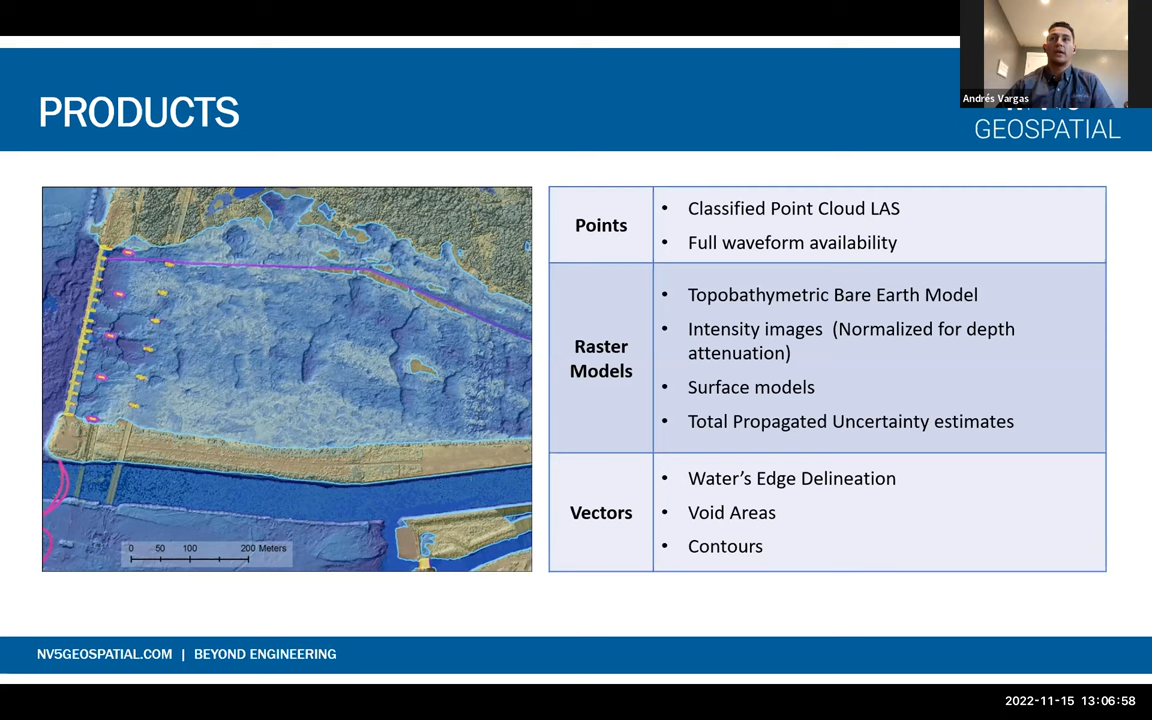 Andrés Vargas
PRODUCTS
GEOSPATIAL
Points
• Classified Point Cloud LAS
• Full waveform availability
Raster
Models
• Topobathymetric Bare Earth Model
• Intensity images (Normalized for depth
attenuation)
• Surface models
• Total Propagated Uncertainty estimates
Vectors
• Water’s Edge Delineation
• Void Areas
• Contours
0 50 100 200 Meters
NV5GEOSPATIAL.COM | BEYOND ENGINEERING
2022-11-15 13:06:58